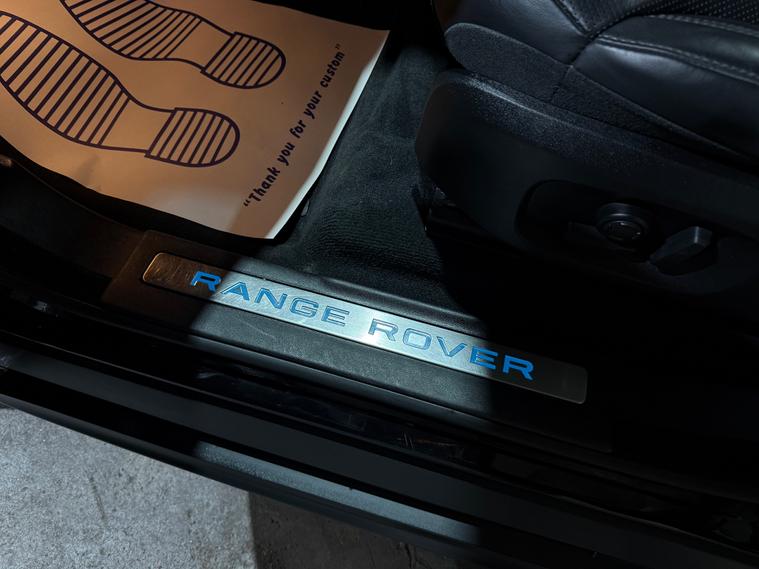 “Thank you for your custom”
RANGE ROVER